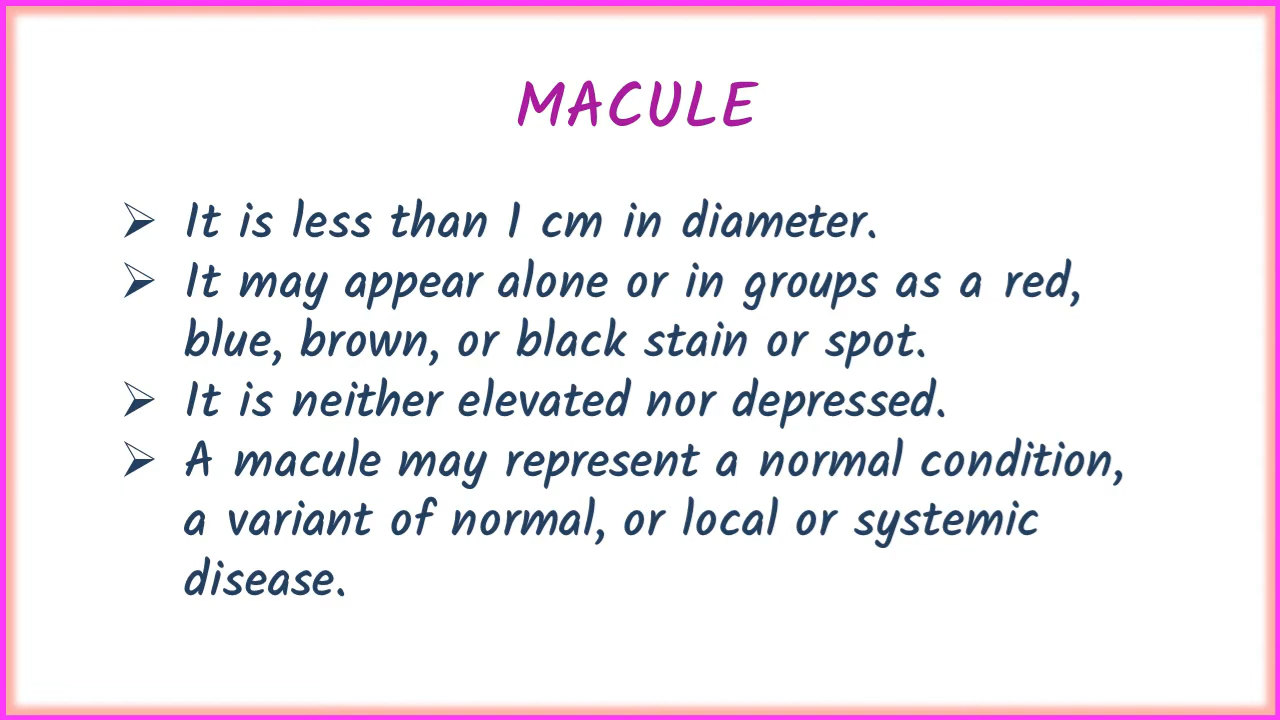 MACULE
➢ It is less than 1 cm in diameter.
➢ It may appear alone or in groups as a red,
blue, brown, or black stain or spot.
➢ It is neither elevated nor depressed.
➢ A macule may represent a normal condition,
a variant of normal, or local or systemic
disease.